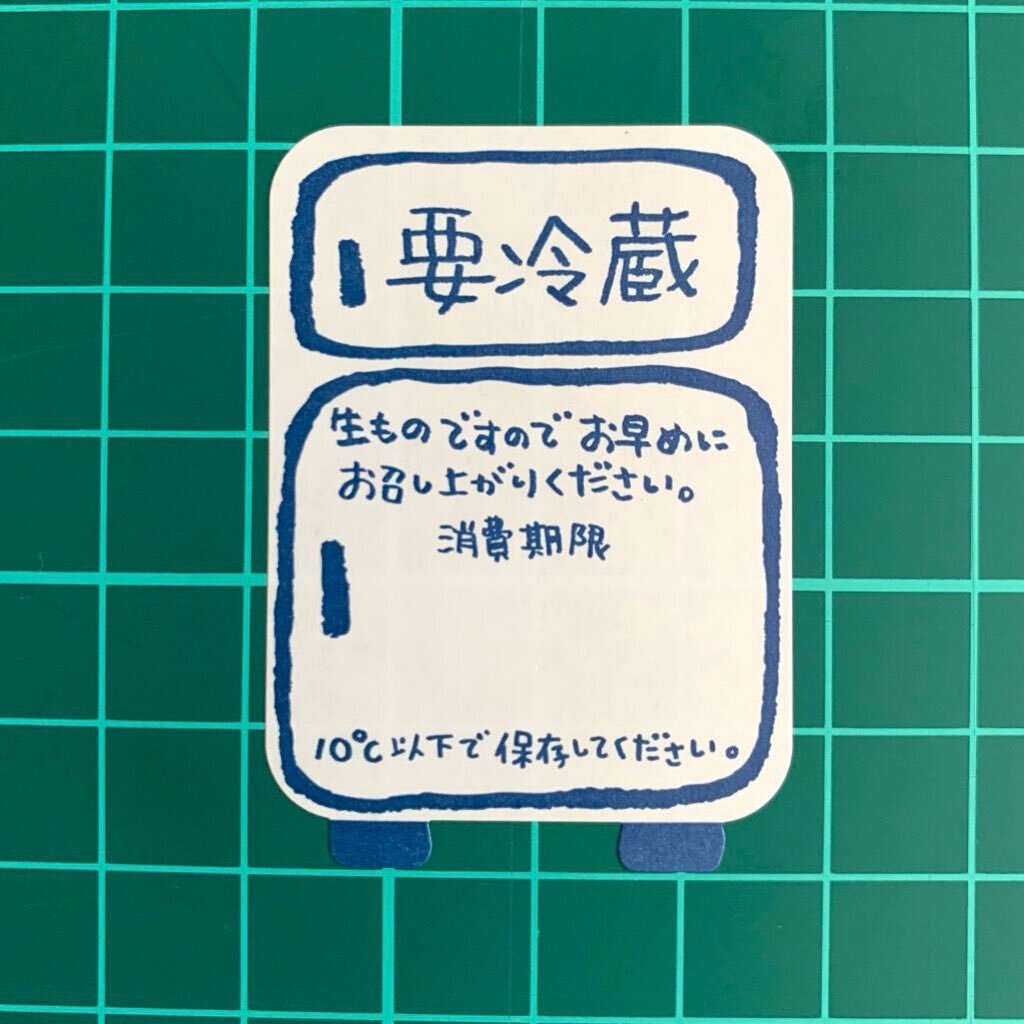 要冷蔵
生ものですのでお早めに
お召し上がりください。
消費期限
10℃以下で保存してください。